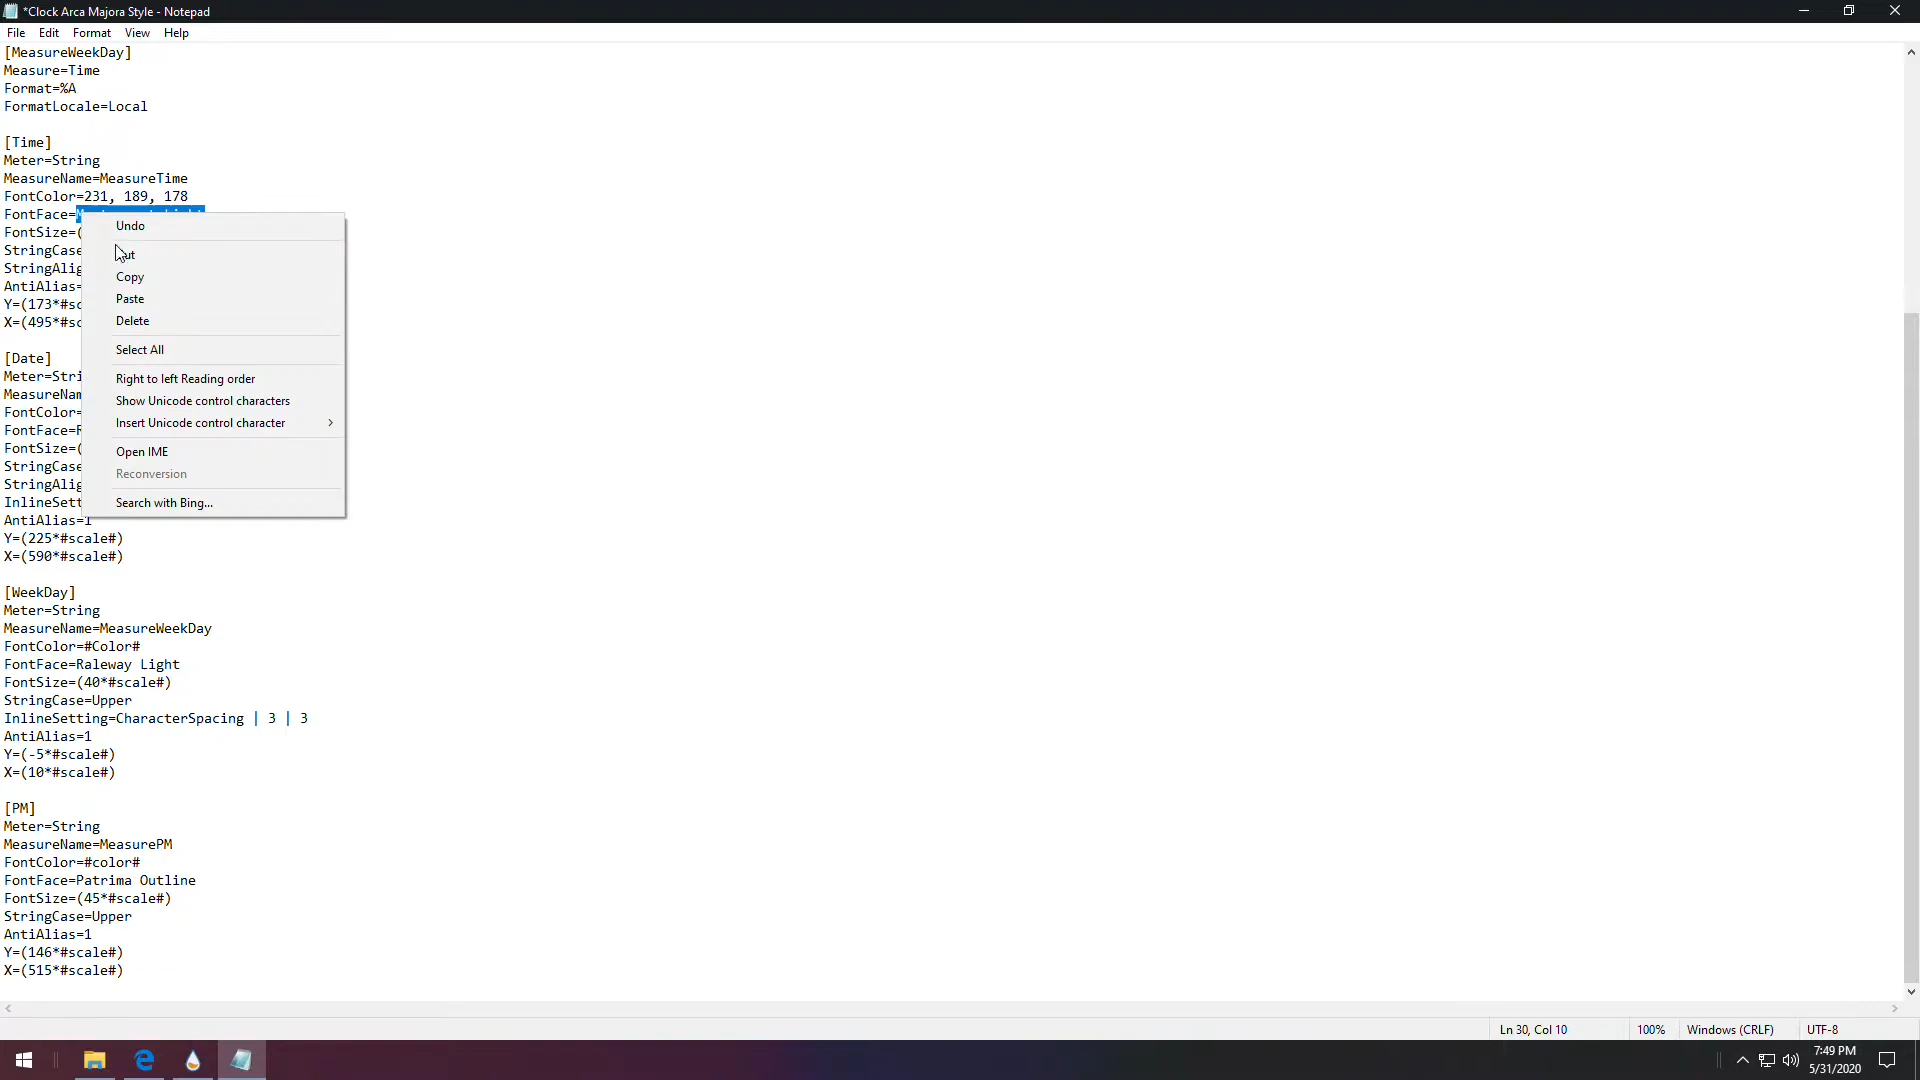 *Clock Arca Majora Style - Notepad
File Edit Format View Help
[MeasureWeekDay]
Measure=Time
Format=%A
FormatLocale=Local
[Time]
Meter=String
MeasureName=MeasureTime
FontColor=231, 189, 178
FontFace=
FontSize=(
StringCase
StringAlig
AntiAlias=
Y=(173*#sc
X=(495*#sc
Undo
Copy
Paste
Delete
Select All
Right to left Reading order
Show Unicode control characters
Insert Unicode control character
Open IME
Reconversion
Search with Bing...
[Date]
Meter=Stri
MeasureNam
FontColor=
FontFace=R
FontSize=(
StringCase
StringAlig
InlineSett
AntiAlias=1
Y=(225*#scale#)
X=(590*#scale#)
[WeekDay]
Meter=String
MeasureName=MeasureWeekDay
FontColor=#Color#
FontFace=Raleway Light
FontSize=(40*#scale#)
StringCase=Upper
InlineSetting=CharacterSpacing | 3 | 3
AntiAlias=1
Y=(-5*#scale#)
X=(10*#scale#)
[PM]
Meter=String
MeasureName=MeasurePM
FontColor=#color#
FontFace=Patrima Outline
FontSize=(45*#scale#)
StringCase=Upper
AntiAlias=1
Y=(146*#scale#)
X=(515*#scale#)
Ln 30, Col 10 100% Windows (CRLF) UTF-8
7:49 PM
5/31/2020